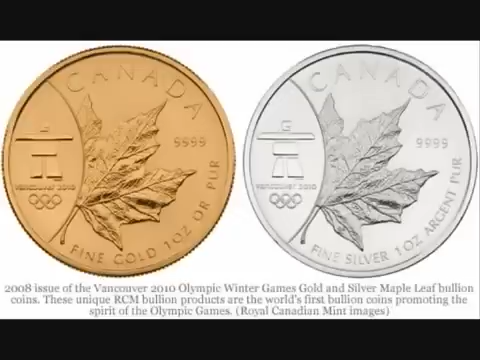 CANADA
9999
VANCOUVER 2010
FINE GOLD 1 OZ OR PUR
CANADA
9999
VANCOUVER 2010
FINE SILVER 1 OZ ARGENT PUR
2008 issue of the Vancouver 2010 Olympic Winter Games Gold and Silver Maple Leaf bullion
coins. These unique RCM bullion products are the world's first bullion coins promoting the
spirit of the Olympic Games. (Royal Canadian Mint images)